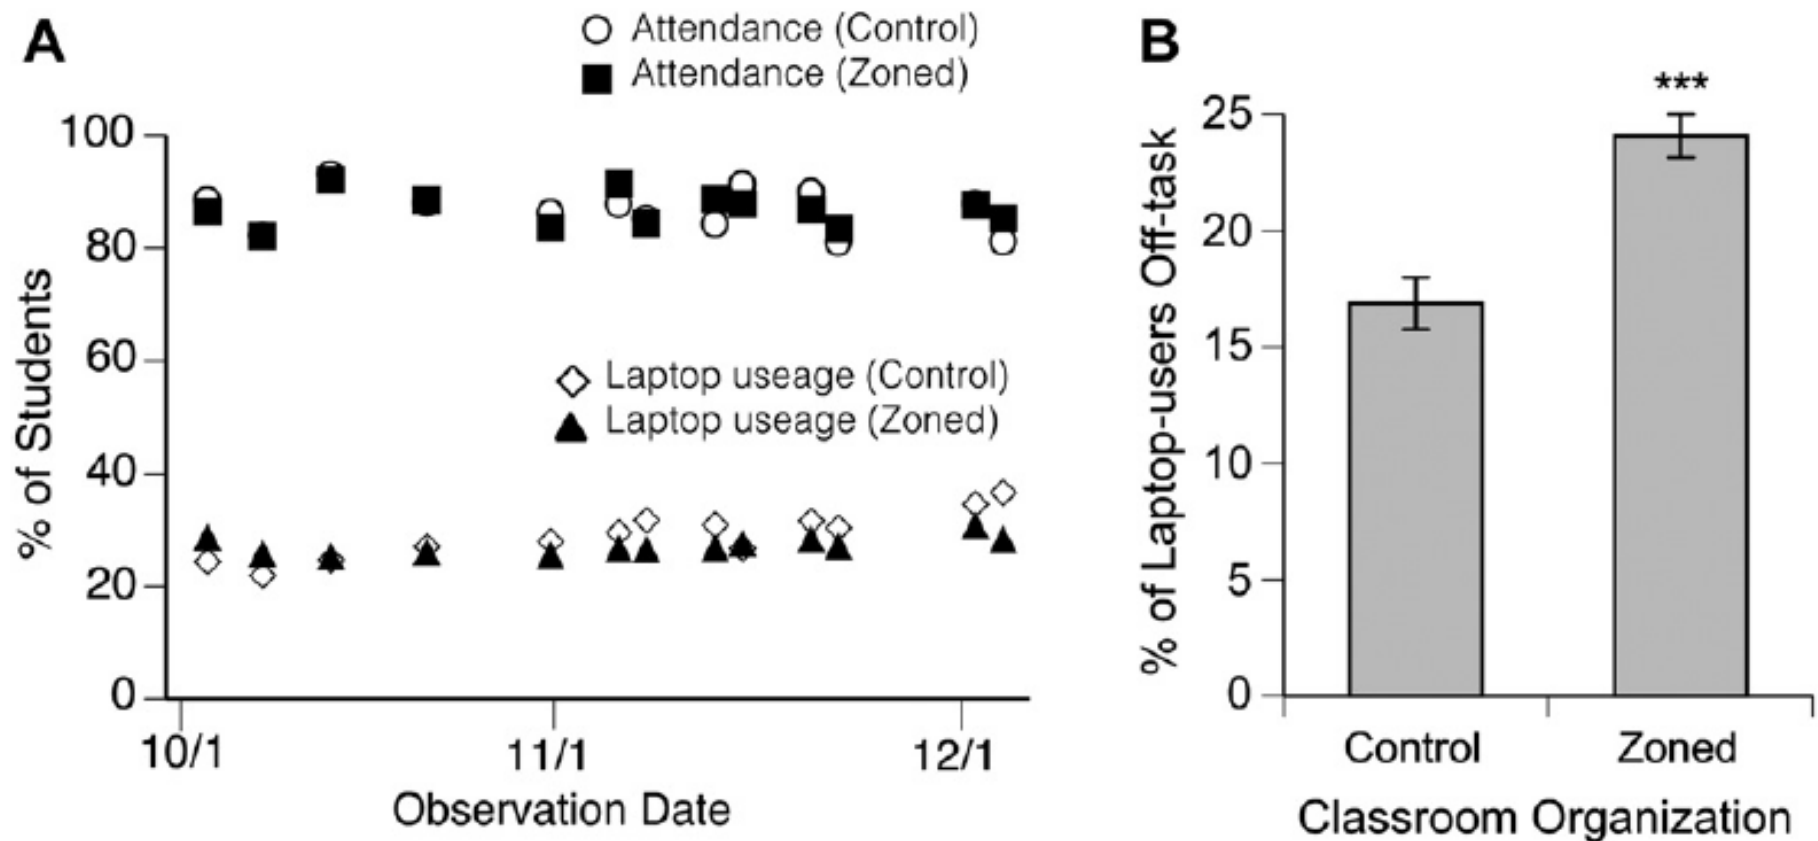 A
Attendance (Control)
Attendance (Zoned)
100
80
60
40
20
0
% of Students
Laptop useage (Control)
Laptop useage (Zoned)
10/1
11/1
12/1
Observation Date
B
***
25
20
15
10
5
0
% of Laptop-users Off-task
Control
Zoned
Classroom Organization